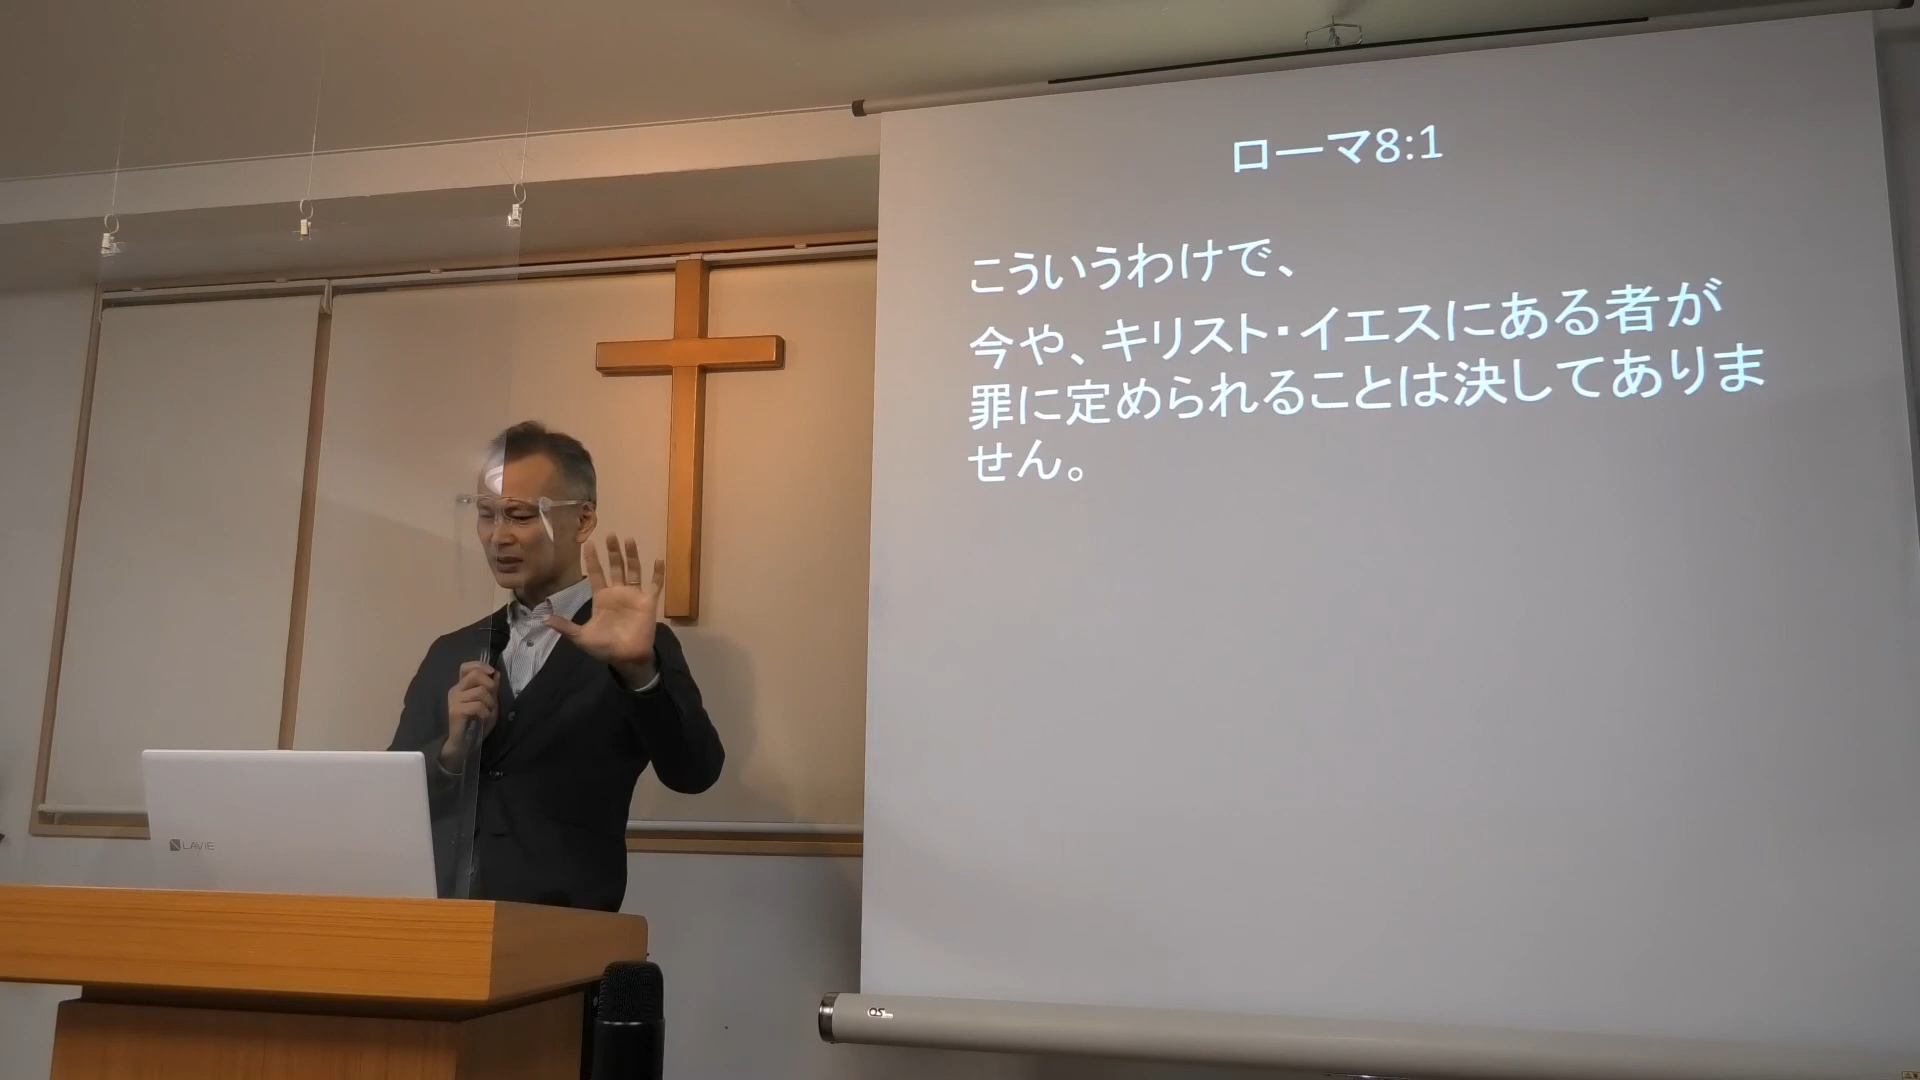 ローマ8:1
こういうわけで、
今や、キリスト・イエスにある者が
罪に定められることは決してありま
せん。
LAVIE
OS